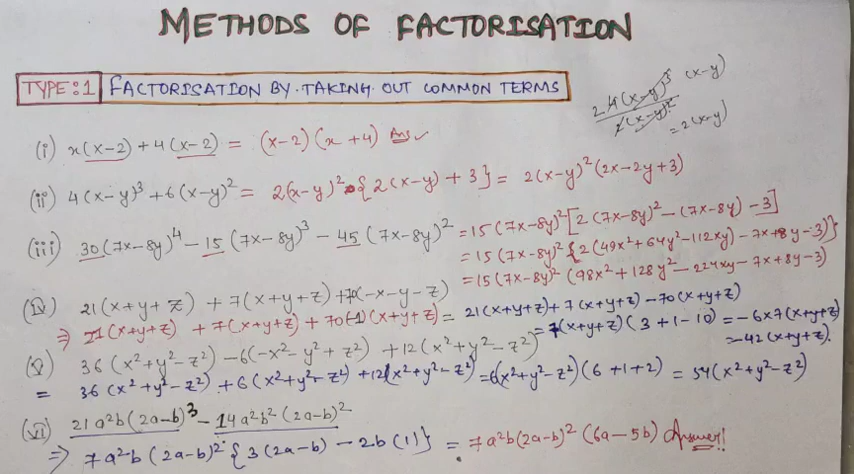 METHODS OF FACTORISATION
TYPE:1 FACTORISATION BY TAKING OUT COMMON TERMS
2 4(x-y)³ (x-y)
2(x-y)²
=2(x-y)
(i) x(x-2)+4(x-2) = (x-2)(x+4) Ans ✓
(ii) 4(x-y)³+6(x-y)² = 2(x-y)²{2(x-y)+3} = 2(x-y)²(2x-2y+3)
(iii) 30(7x-8y)⁴-15(7x-8y)³-45(7x-8y)² =15(7x-8y)²[2(7x-8y)²-(7x-8y)-3]
=15(7x-8y)²{2(49x²+64y²-112xy)-7x+8y-3)}
=15(7x-8y)²(98x²+128y²-224xy-7x+8y-3)
(iv) 21(x+y+z)+7(x+y+z)+70(-x-y-z)
⇒ 21(x+y+z)+7(x+y+z)+70(-1)(x+y+z) = 21(x+y+z)+7(x+y+z)-70(x+y+z)
=7(x+y+z)(3+1-10)=-6x7(x+y+z)
=-42(x+y+z).
(v) 36(x²+y²-z²)-6(-x²-y²+z²)+12(x²+y²-z²)
= 36(x²+y²-z²)+6(x²+y²-z²)+12(x²+y²-z²)=6(x²+y²-z²)(6+1+2) = 54(x²+y²-z²)
(vi) 21a²b(2a-b)³-14a²b²(2a-b)²
⇒ 7a²b(2a-b)²{3(2a-b)-2b(1)} = 7a²b(2a-b)²(6a-5b) Answer!!